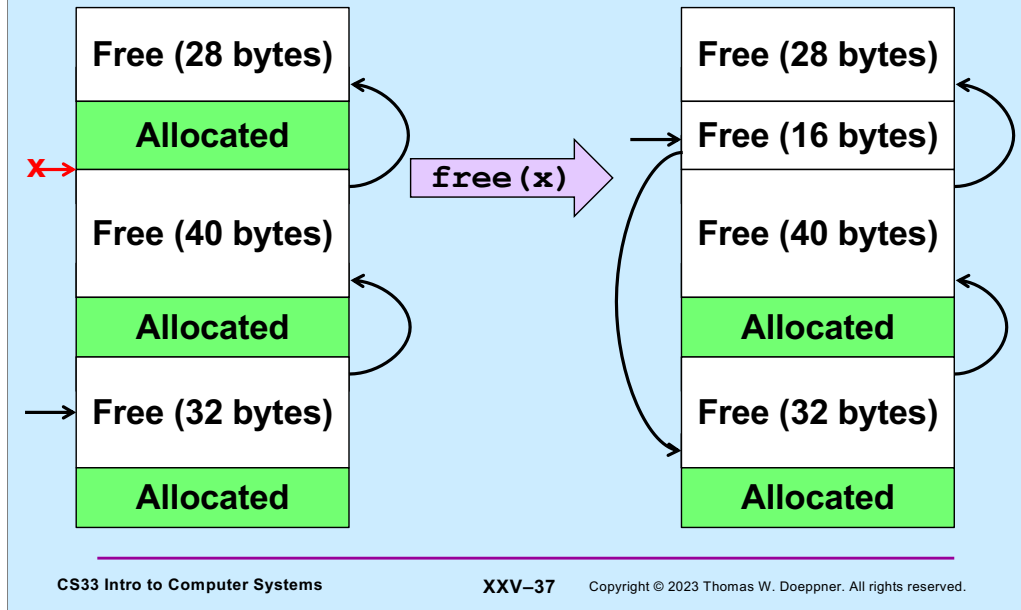 Free (28 bytes)
Allocated
x
Free (40 bytes)
Allocated
Free (32 bytes)
Allocated
free(x)
Free (28 bytes)
Free (16 bytes)
Free (40 bytes)
Allocated
Free (32 bytes)
Allocated
CS33 Intro to Computer Systems
XXV–37
Copyright © 2023 Thomas W. Doeppner. All rights reserved.